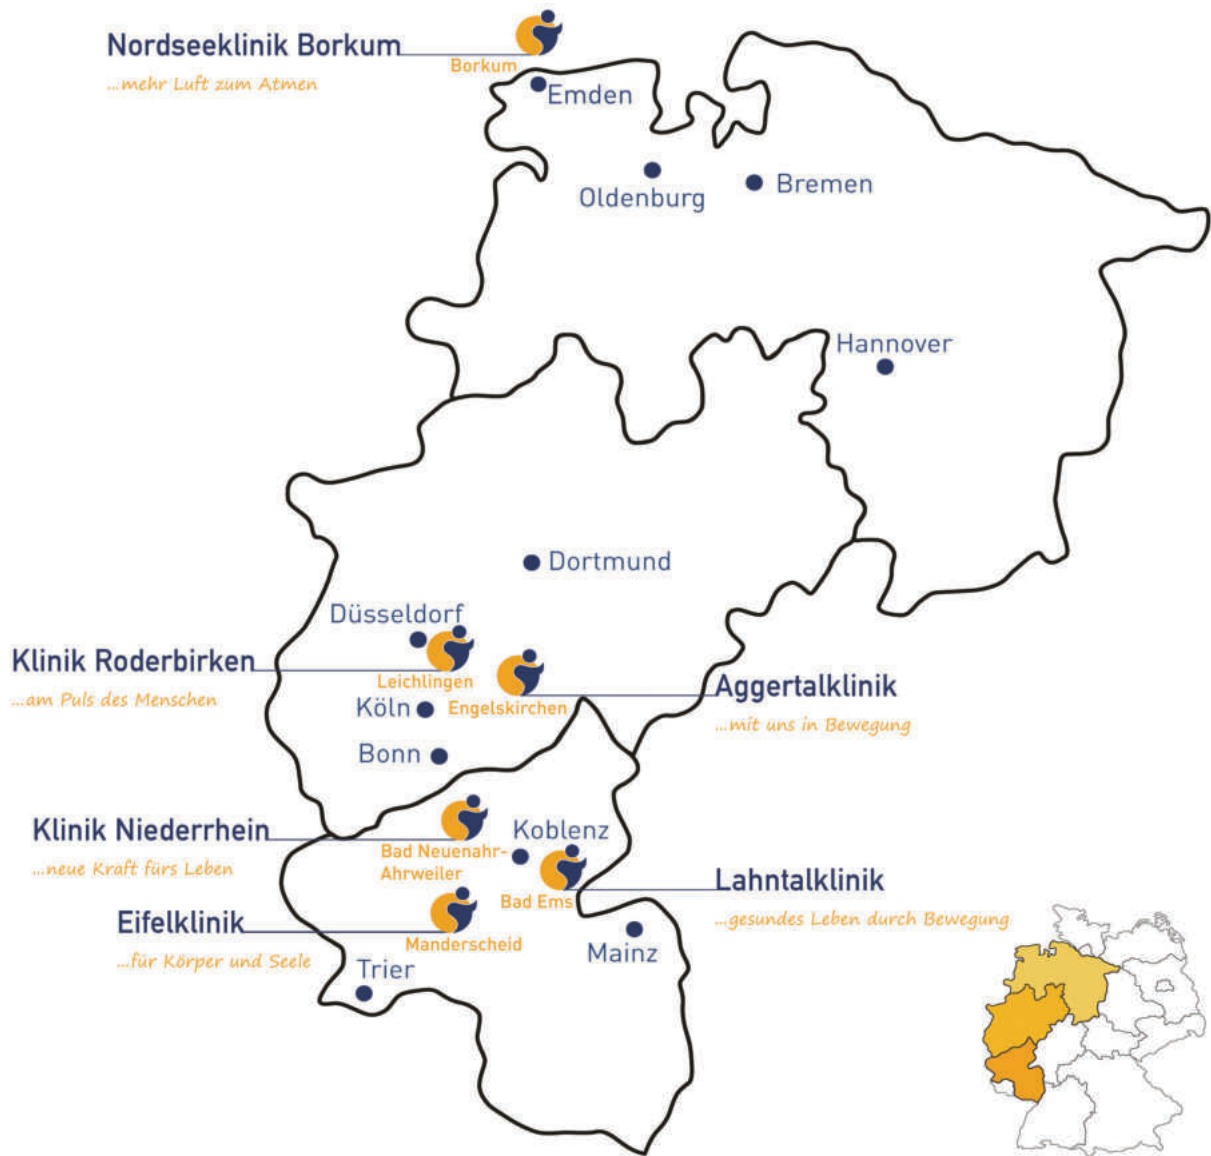 Nordseeklinik Borkum
...mehr Luft zum Atmen
Borkum
Emden
Oldenburg
Bremen
Hannover
Dortmund
Düsseldorf
Klinik Roderbirken
...am Puls des Menschen
Leichlingen
Engelskirchen
Aggertalklinik
...mit uns in Bewegung
Köln
Bonn
Klinik Niederrhein
...neue Kraft fürs Leben
Bad Neuenahr-
Ahrweiler
Koblenz
Bad Ems
Lahntalklinik
...gesundes Leben durch Bewegung
Eifelklinik
...für Körper und Seele
Manderscheid
Mainz
Trier